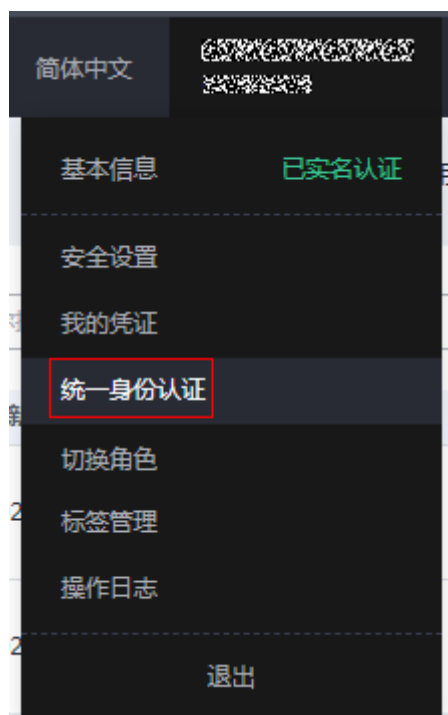 简体中文
基本信息 已实名认证
安全设置
我的凭证
统一身份认证
切换角色
标签管理
操作日志
退出